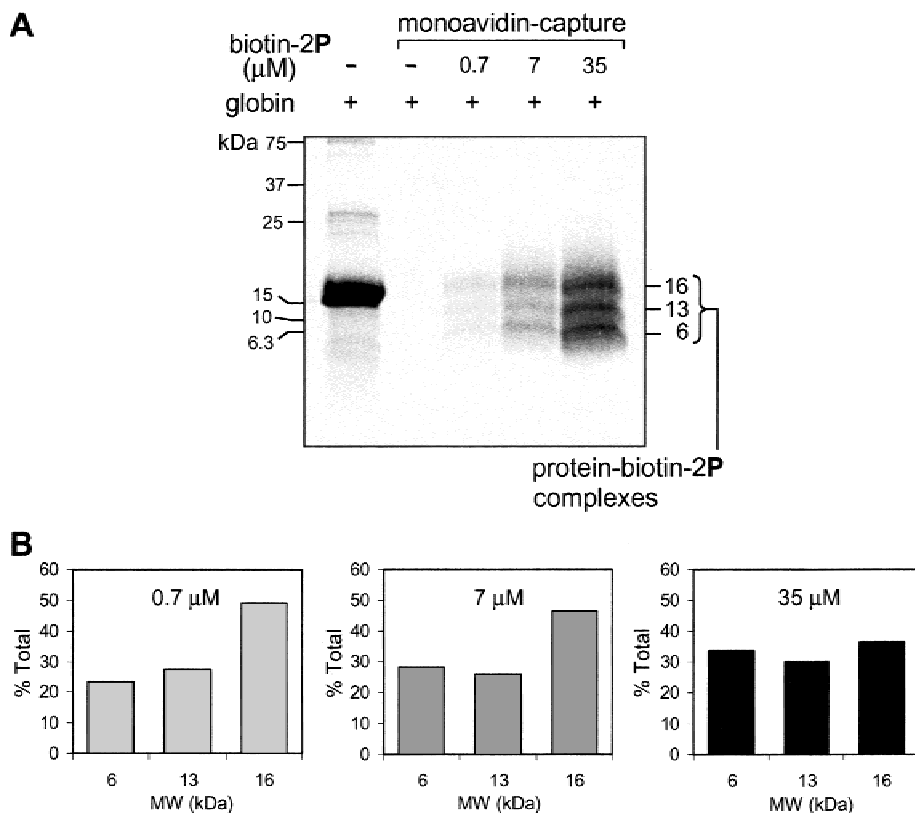 A
monoavidin-capture
biotin-2P
(μM) - - 0.7 7 35
globin + + + + +
kDa 75
37
25
15
10
6.3
16
13
6
protein-biotin-2P
complexes
B
0.7 μM
% Total
60
50
40
30
20
10
0
6 13 16
MW (kDa)
7 μM
% Total
60
50
40
30
20
10
0
6 13 16
MW (kDa)
35 μM
% Total
60
50
40
30
20
10
0
6 13 16
MW (kDa)